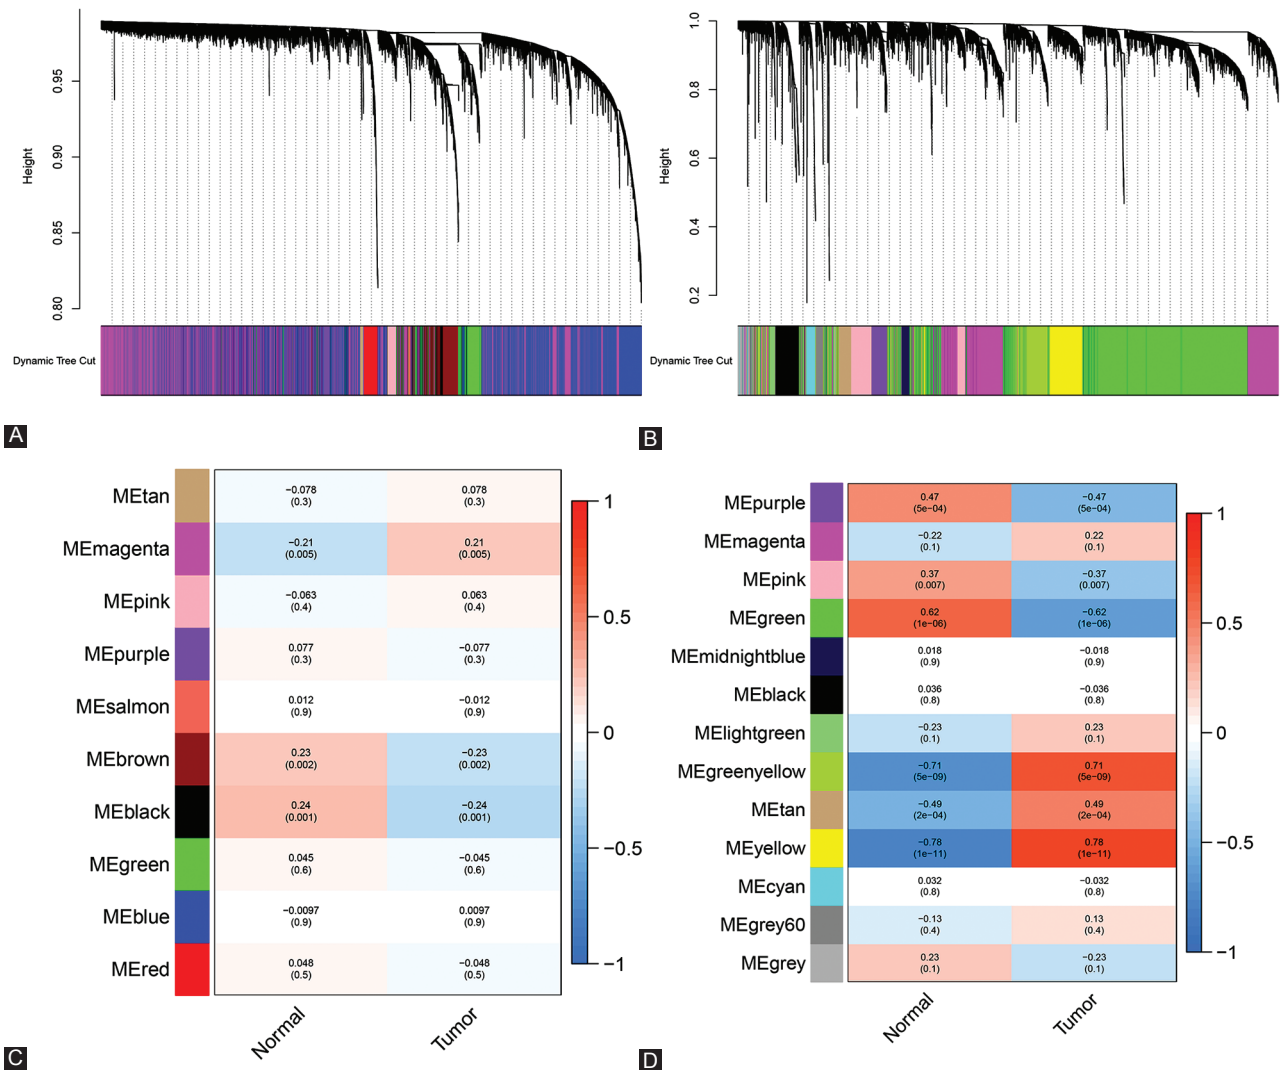 Height
0.95
0.90
0.85
0.80
Dynamic Tree Cut
A
Height
1.0
0.8
0.6
0.4
0.2
Dynamic Tree Cut
B
MEtan −0.078 0.078
(0.3) (0.3)
MEmagenta −0.21 0.21
(0.005) (0.005)
MEpink −0.063 0.063
(0.4) (0.4)
MEpurple 0.077 −0.077
(0.3) (0.3)
MEsalmon 0.012 −0.012
(0.9) (0.9)
MEbrown 0.23 −0.23
(0.002) (0.002)
MEblack 0.24 −0.24
(0.001) (0.001)
MEgreen 0.045 −0.045
(0.6) (0.6)
MEblue −0.0097 0.0097
(0.9) (0.9)
MEred 0.048 −0.048
(0.5) (0.5)
Normal Tumor
1
0.5
0
−0.5
−1
C
MEpurple 0.47 −0.47
(5e−04) (5e−04)
MEmagenta −0.22 0.22
(0.1) (0.1)
MEpink 0.37 −0.37
(0.007) (0.007)
MEgreen 0.62 −0.62
(1e−06) (1e−06)
MEmidnightblue 0.018 −0.018
(0.9) (0.9)
MEblack 0.036 −0.036
(0.8) (0.8)
MElightgreen −0.23 0.23
(0.1) (0.1)
MEgreenyellow −0.71 0.71
(5e−09) (5e−09)
MEtan −0.49 0.49
(2e−04) (2e−04)
MEyellow −0.78 0.78
(1e−11) (1e−11)
MEcyan 0.032 −0.032
(0.8) (0.8)
MEgrey60 −0.13 0.13
(0.4) (0.4)
MEgrey 0.23 −0.23
(0.1) (0.1)
Normal Tumor
1
0.5
0
−0.5
−1
D